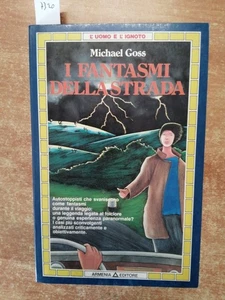 7720
L'UOMO E L'IGNOTO
Michael Goss
I FANTASMI
DELLA STRADA
Autostoppisti che svaniscono
come fantasmi
durante il viaggio:
una leggenda legata al folclore
o genuina esperienza paranormale?
I casi più sconvolgenti
analizzati criticamente e
obiettivamente.
ARMENIA EDITORE